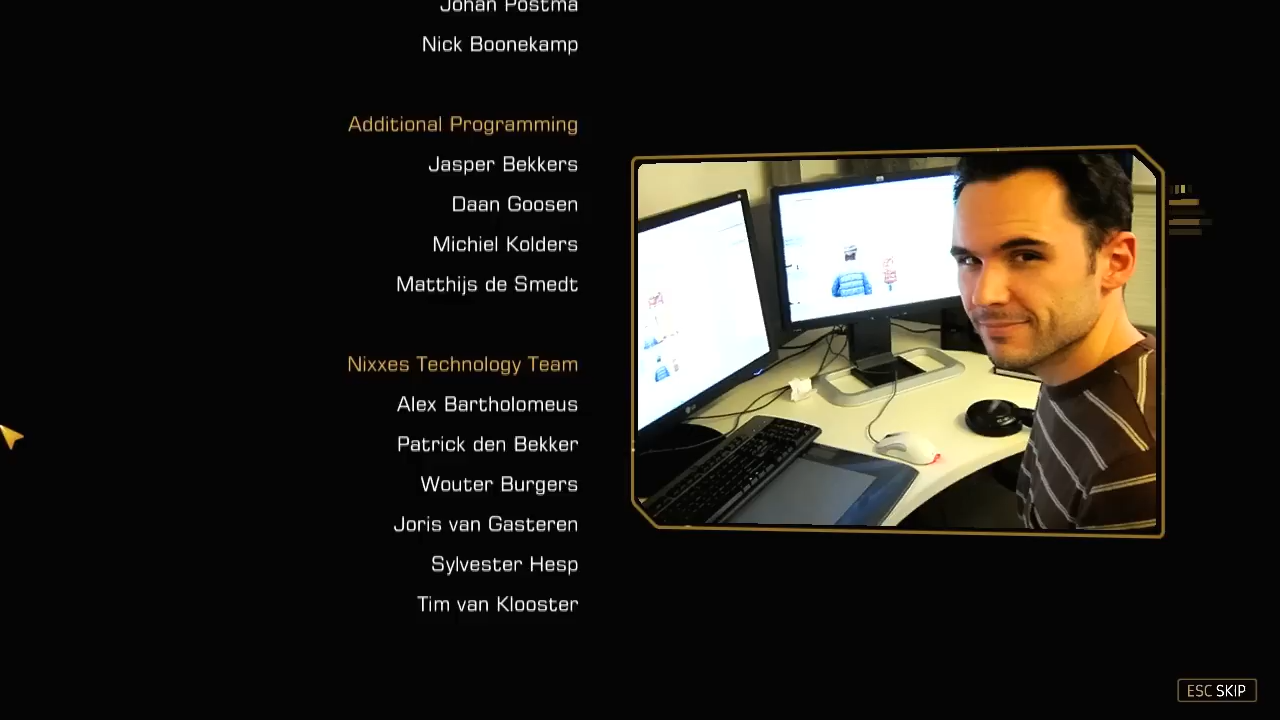 Johan Postma
Nick Boonekamp
Additional Programming
Jasper Bekkers
Daan Goosen
Michiel Kolders
Matthijs de Smedt
Nixxes Technology Team
Alex Bartholomeus
Patrick den Bekker
Wouter Burgers
Joris van Gasteren
Sylvester Hesp
Tim van Klooster
ESC SKIP